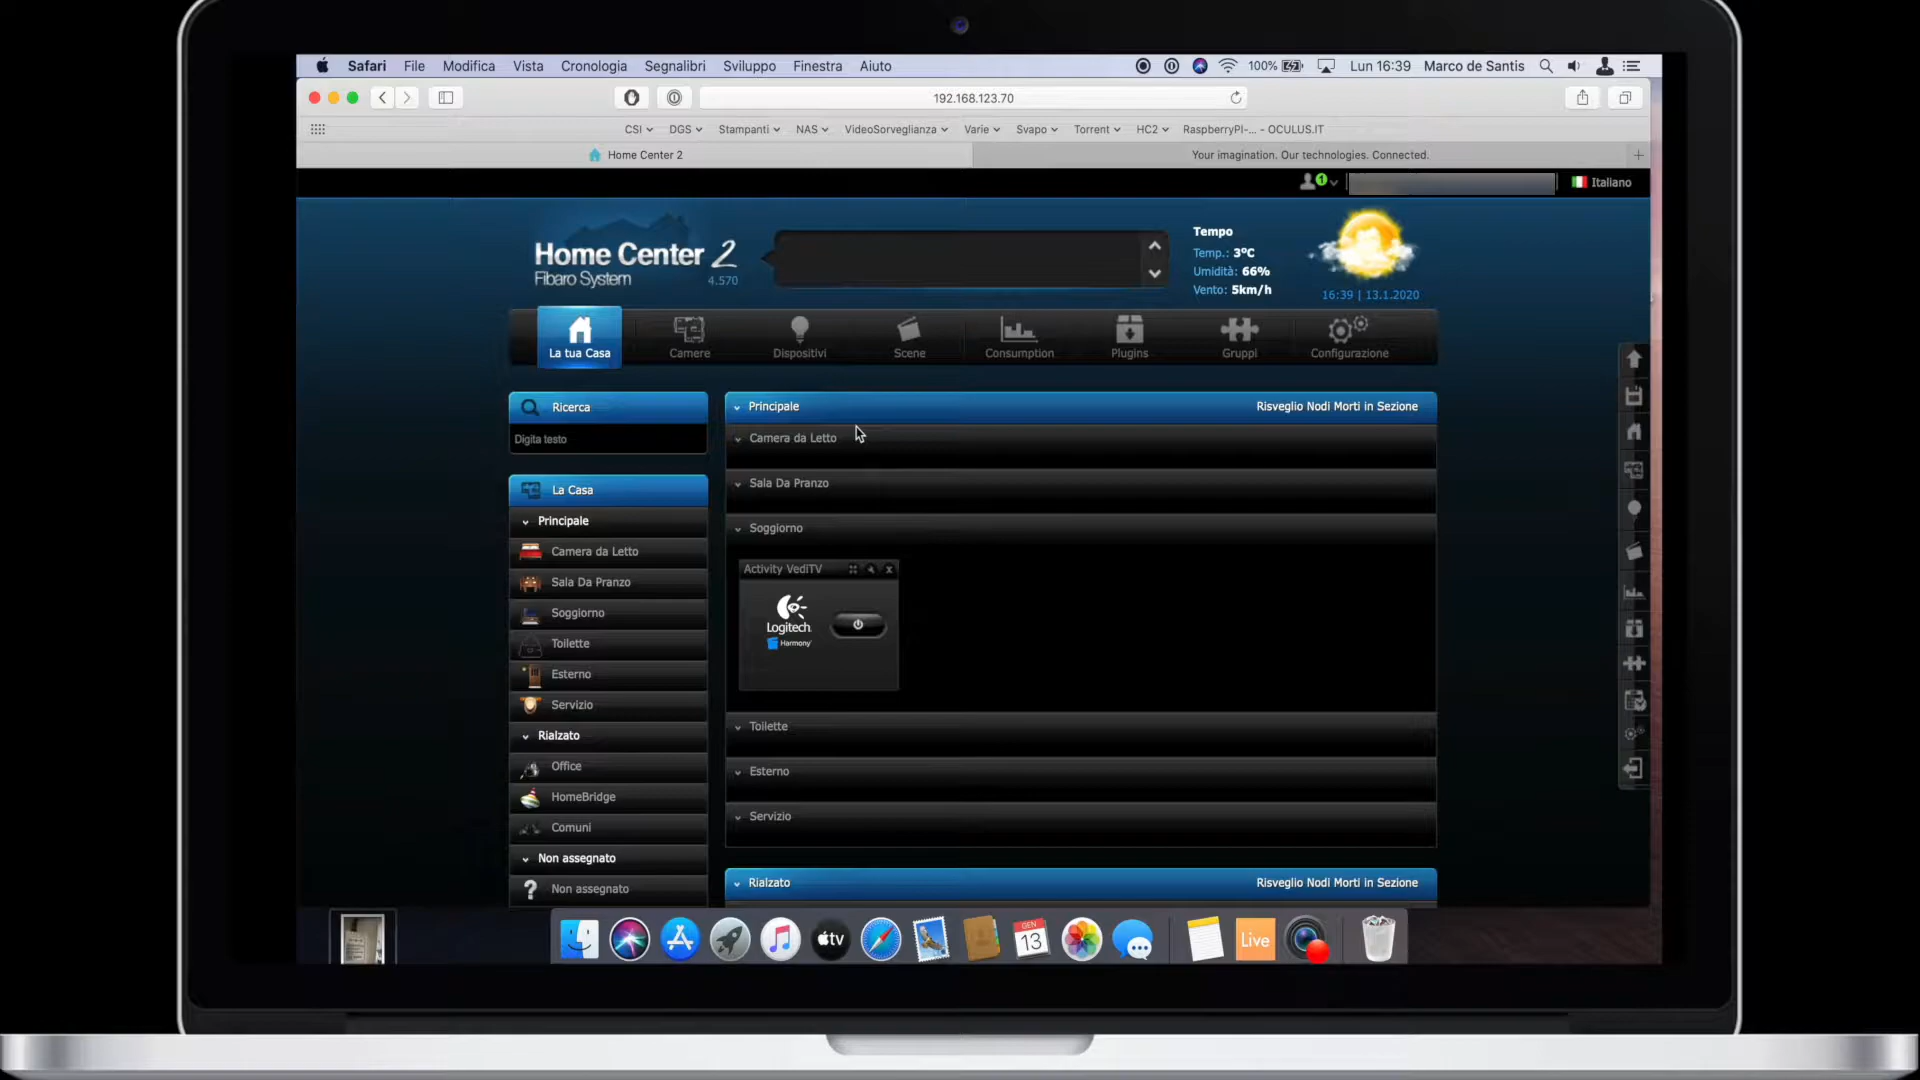 Safari File Modifica Vista Cronologia Segnalibri Sviluppo Finestra Aiuto 100% Lun 16:39 Marco de Santis
192.168.123.70
CSI DGS Stampanti NAS VideoSorveglianza Varie Svapo Torrent HC2 RaspberryPI-... - OCULUS.IT
Home Center 2 Your imagination. Our technologies. Connected.
1 Italiano
Home Center 2
Fibaro System 4.570
Tempo
Temp.: 3°C
Umidità: 66%
Vento: 5km/h
16:39 | 13.1.2020
La tua Casa Camere Dispositivi Scene Consumption Plugins Gruppi Configurazione
Ricerca
Digita testo
La Casa
Principale
Camera da Letto
Sala Da Pranzo
Soggiorno
Toilette
Esterno
Servizio
Rialzato
Office
HomeBridge
Comuni
Non assegnato
Non assegnato
Principale Risveglio Nodi Morti in Sezione
Camera da Letto
Sala Da Pranzo
Soggiorno
Activity VediTV
Logitech
Harmony
Toilette
Esterno
Servizio
Rialzato Risveglio Nodi Morti in Sezione
tv GEN 13 Live